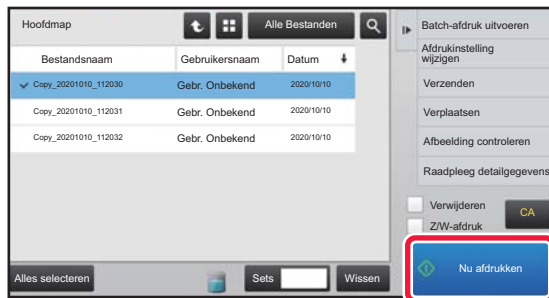 Hoofdmap
Alle Bestanden
Bestandsnaam
Gebruikersnaam
Datum
Copy_20201010_112030
Gebr. Onbekend
2020/10/10
Copy_20201010_112031
Gebr. Onbekend
2020/10/10
Copy_20201010_112032
Gebr. Onbekend
2020/10/10
Alles selecteren
Sets
Wissen
Batch-afdruk uitvoeren
Afdrukinstelling
wijzigen
Verzenden
Verplaatsen
Afbeelding controleren
Raadpleeg detailgegevens
Verwijderen
Z/W-afdruk
CA
Nu afdrukken